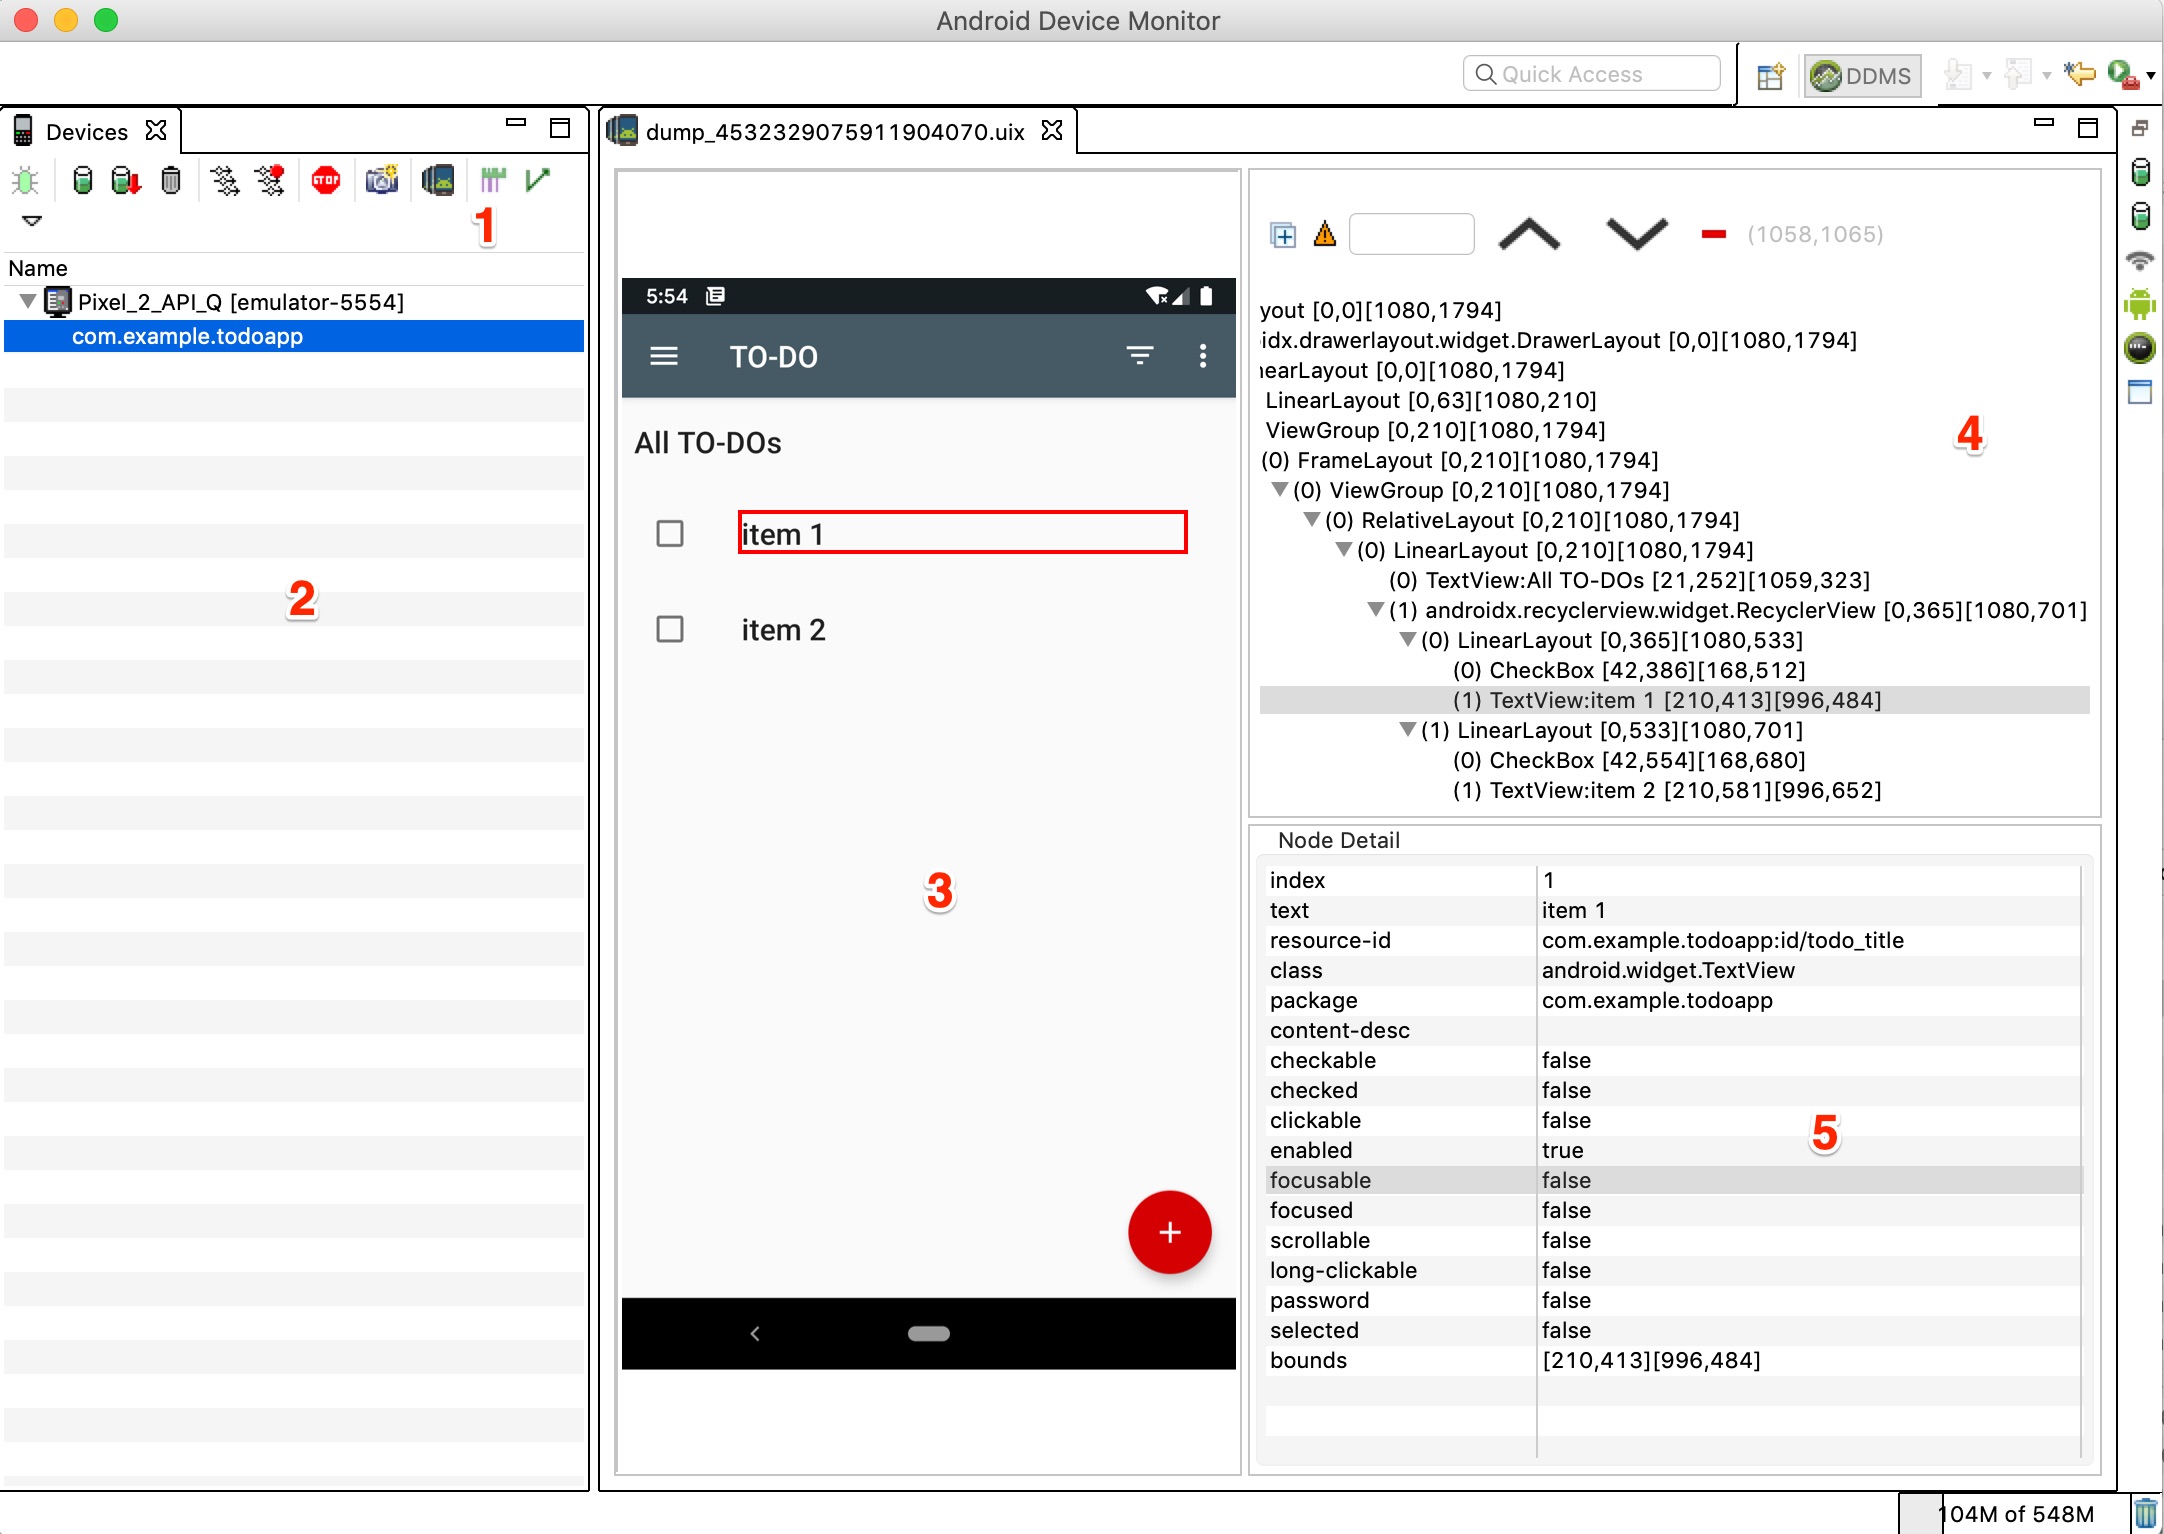 Android Device Monitor
Quick Access
DDMS
Devices
STOP
1
Name
Pixel_2_API_Q [emulator-5554]
com.example.todoapp
2
dump_4532329075911904070.uix
5:54
TO-DO
All TO-DOs
item 1
item 2
3
+
(1058,1065)
yout [0,0][1080,1794]
idx.drawerlayout.widget.DrawerLayout [0,0][1080,1794]
nearLayout [0,0][1080,1794]
LinearLayout [0,63][1080,210]
ViewGroup [0,210][1080,1794]
(0) FrameLayout [0,210][1080,1794]
(0) ViewGroup [0,210][1080,1794]
(0) RelativeLayout [0,210][1080,1794]
(0) LinearLayout [0,210][1080,1794]
(0) TextView:All TO-DOs [21,252][1059,323]
(1) androidx.recyclerview.widget.RecyclerView [0,365][1080,701]
(0) LinearLayout [0,365][1080,533]
(0) CheckBox [42,386][168,512]
(1) TextView:item 1 [210,413][996,484]
(1) LinearLayout [0,533][1080,701]
(0) CheckBox [42,554][168,680]
(1) TextView:item 2 [210,581][996,652]
4
Node Detail
index 1
text item 1
resource-id com.example.todoapp:id/todo_title
class android.widget.TextView
package com.example.todoapp
content-desc
checkable false
checked false
clickable false
enabled true
focusable false
focused false
scrollable false
long-clickable false
password false
selected false
bounds [210,413][996,484]
5
104M of 548M